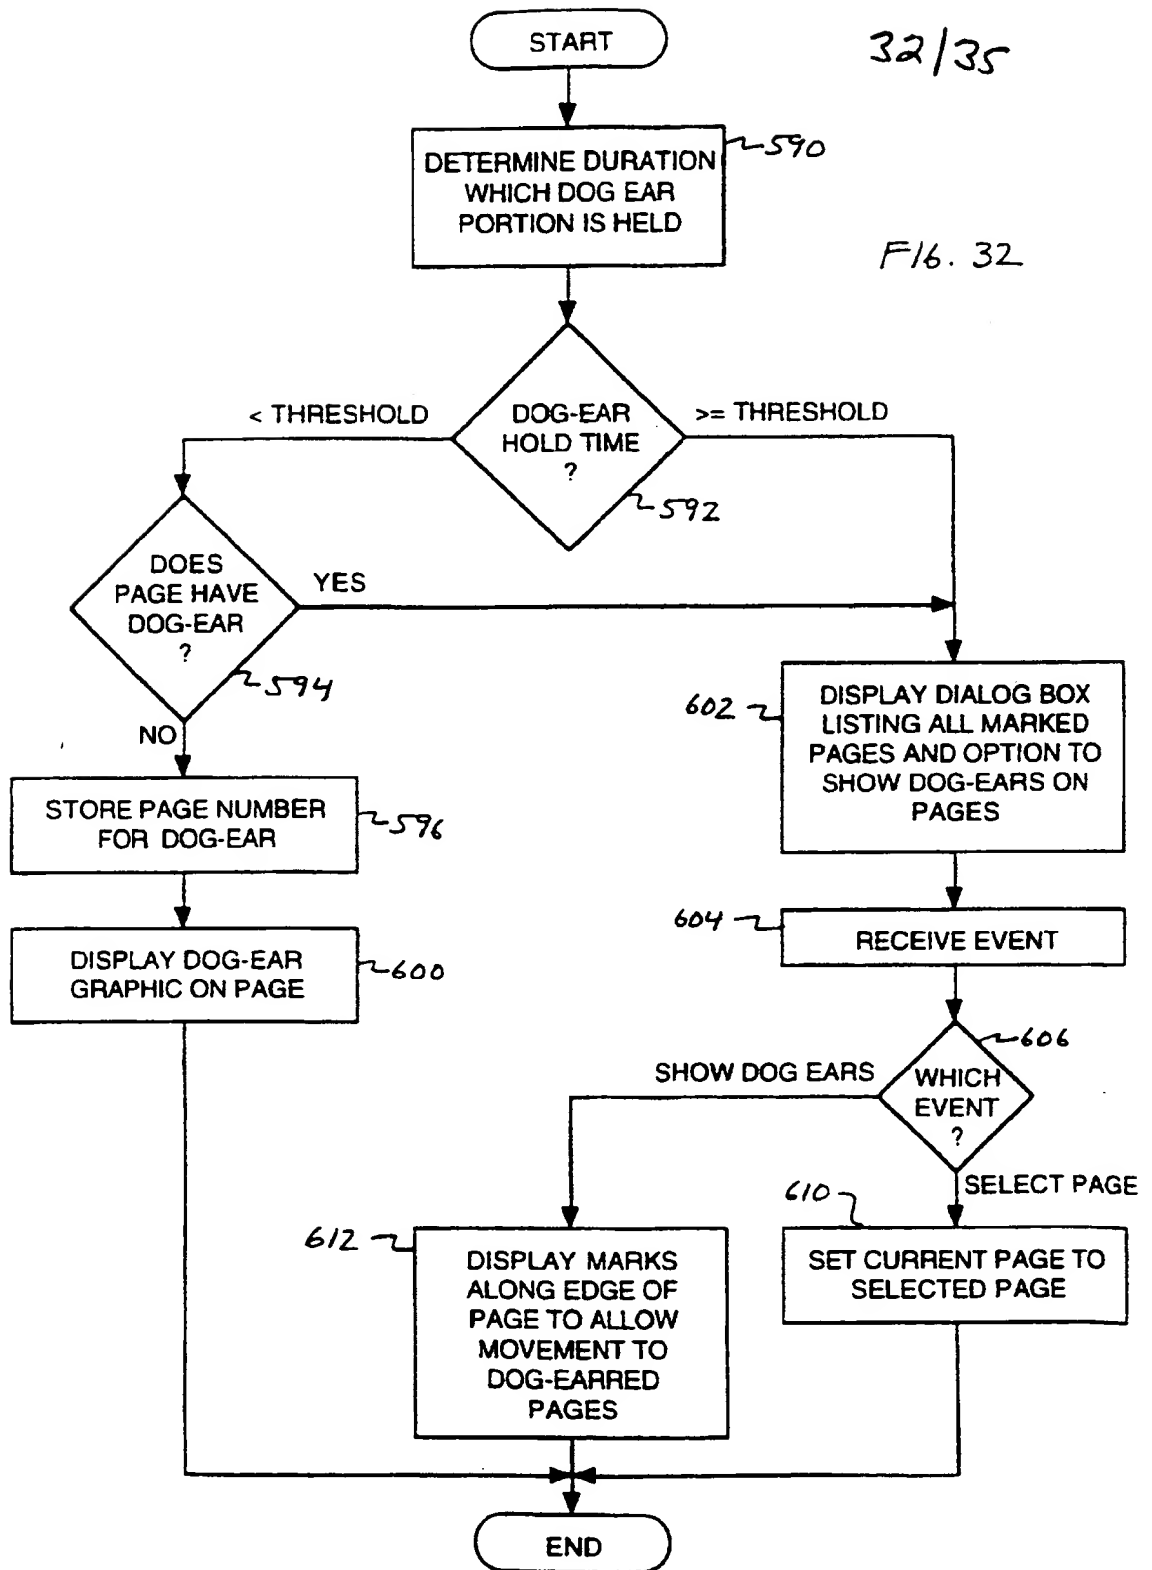 START
32/35
DETERMINE DURATION
WHICH DOG EAR
PORTION IS HELD
590
FIG. 32
< THRESHOLD
DOG-EAR
HOLD TIME
?
>= THRESHOLD
592
DOES
PAGE HAVE
DOG-EAR
?
YES
594
NO
602
DISPLAY DIALOG BOX
LISTING ALL MARKED
PAGES AND OPTION TO
SHOW DOG-EARS ON
PAGES
STORE PAGE NUMBER
FOR DOG-EAR
596
604
RECEIVE EVENT
DISPLAY DOG-EAR
GRAPHIC ON PAGE
600
606
SHOW DOG EARS
WHICH
EVENT
?
SELECT PAGE
610
612
DISPLAY MARKS
ALONG EDGE OF
PAGE TO ALLOW
MOVEMENT TO
DOG-EARRED
PAGES
SET CURRENT PAGE TO
SELECTED PAGE
END